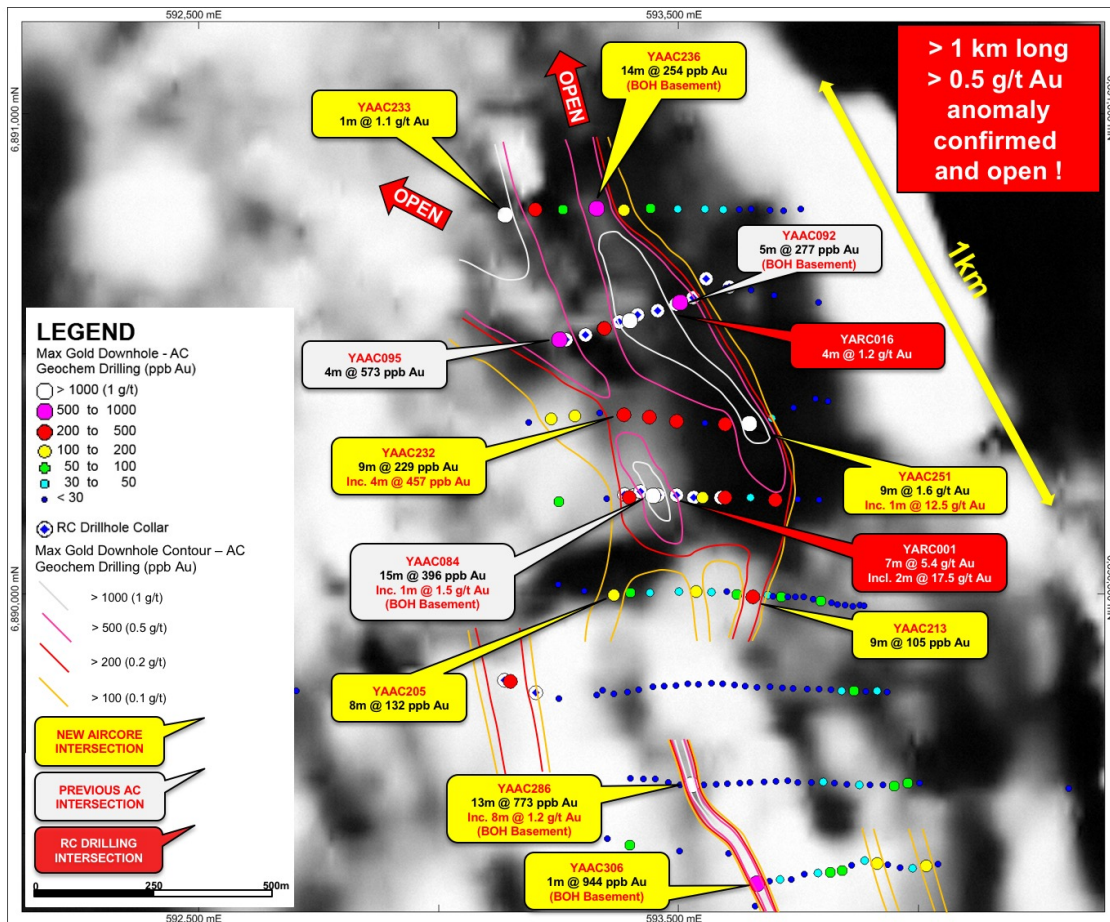 592,500 mE
593,500 mE
6,891,000 mN
6,890,000 mN
> 1 km long
> 0.5 g/t Au
anomaly
confirmed
and open !
OPEN
OPEN
1km
YAAC236
14m @ 254 ppb Au
(BOH Basement)
YAAC233
1m @ 1.1 g/t Au
YAAC092
5m @ 277 ppb Au
(BOH Basement)
YARC016
4m @ 1.2 g/t Au
YAAC095
4m @ 573 ppb Au
YAAC232
9m @ 229 ppb Au
Inc. 4m @ 457 ppb Au
YAAC251
9m @ 1.6 g/t Au
Inc. 1m @ 12.5 g/t Au
YAAC084
15m @ 396 ppb Au
Inc. 1m @ 1.5 g/t Au
(BOH Basement)
YARC001
7m @ 5.4 g/t Au
Incl. 2m @ 17.5 g/t Au
YAAC213
9m @ 105 ppb Au
YAAC205
8m @ 132 ppb Au
YAAC286
13m @ 773 ppb Au
Inc. 8m @ 1.2 g/t Au
(BOH Basement)
YAAC306
1m @ 944 ppb Au
(BOH Basement)
LEGEND
Max Gold Downhole - AC
Geochem Drilling (ppb Au)
> 1000 (1 g/t)
500 to 1000
200 to 500
100 to 200
50 to 100
30 to 50
< 30
RC Drillhole Collar
Max Gold Downhole Contour – AC
Geochem Drilling (ppb Au)
> 1000 (1 g/t)
> 500 (0.5 g/t)
> 200 (0.2 g/t)
> 100 (0.1 g/t)
NEW AIRCORE
INTERSECTION
PREVIOUS AC
INTERSECTION
RC DRILLING
INTERSECTION
0 250 500m
592,500 mE
593,500 mE